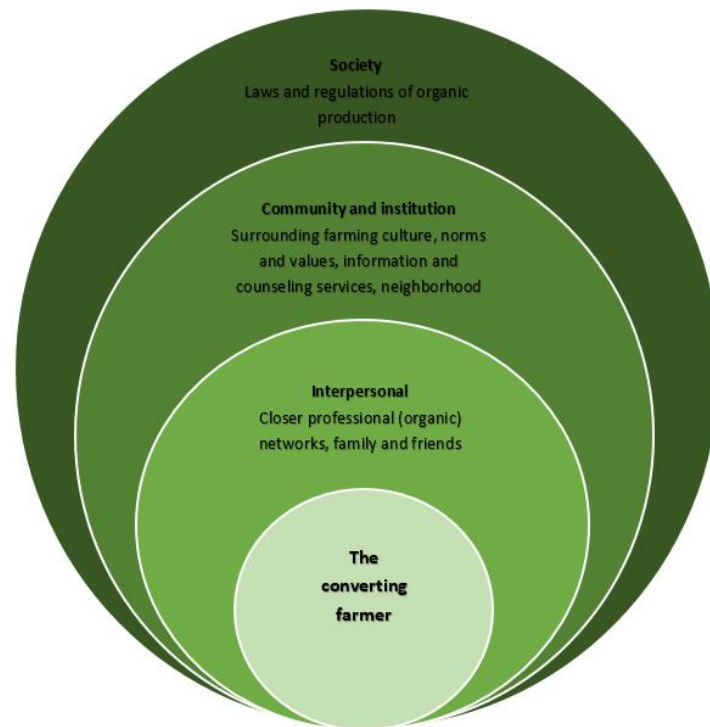 Society
Laws and regulations of organic
production
Community and institution
Surrounding farming culture, norms
and values, information and
counseling services, neighborhood
Interpersonal
Closer professional (organic)
networks, family and friends
The
converting
farmer